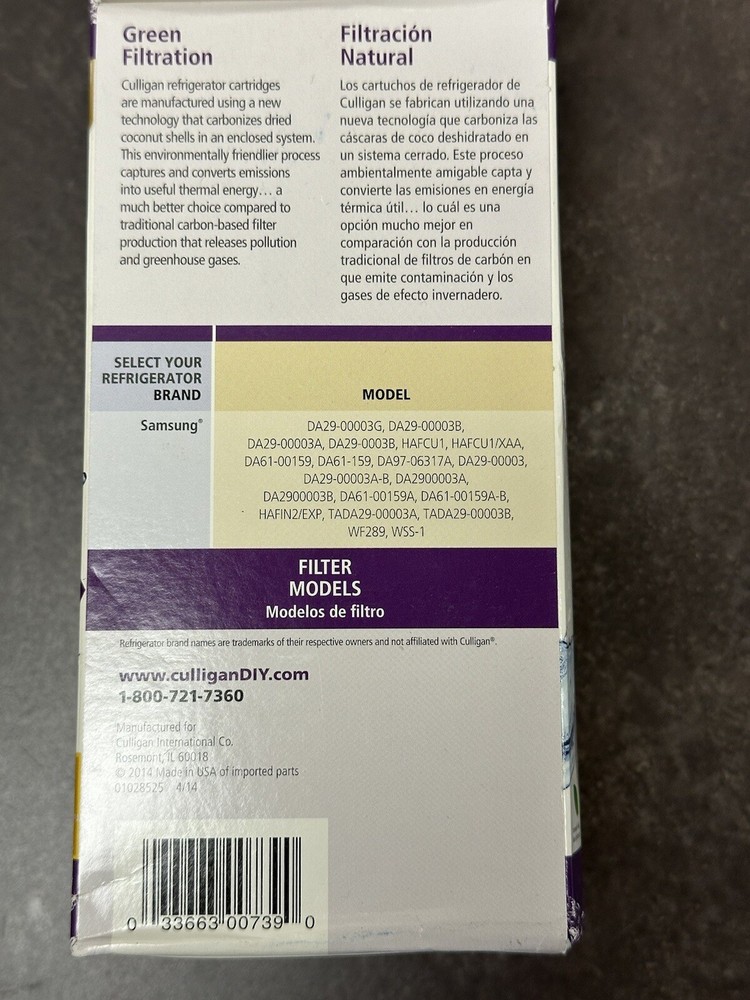 Green
Filtration
Culligan refrigerator cartridges
are manufactured using a new
technology that carbonizes dried
coconut shells in an enclosed system.
This environmentally friendlier process
captures and converts emissions
into useful thermal energy… a
much better choice compared to
traditional carbon-based filter
production that releases pollution
and greenhouse gases.
Filtración
Natural
Los cartuchos de refrigerador de
Culligan se fabrican utilizando una
nueva tecnología que carboniza las
cáscaras de coco deshidratado en
un sistema cerrado. Este proceso
ambientalmente amigable capta y
convierte las emisiones en energía
térmica útil… lo cuál es una
opción mucho mejor en
comparación con la producción
tradicional de filtros de carbón en
que emite contaminación y los
gases de efecto invernadero.
SELECT YOUR
REFRIGERATOR
BRAND
MODEL
Samsung®
DA29-00003G, DA29-00003B,
DA29-00003A, DA29-0003B, HAFCU1, HAFCU1/XAA,
DA61-00159, DA61-159, DA97-06317A, DA29-00003,
DA29-00003A-B, DA2900003A,
DA2900003B, DA61-00159A, DA61-00159A-B,
HAFIN2/EXP, TADA29-00003A, TADA29-00003B,
WF289, WSS-1
FILTER
MODELS
Modelos de filtro
Refrigerator brand names are trademarks of their respective owners and not affiliated with Culligan®.
www.culliganDIY.com
1-800-721-7360
Manufactured for
Culligan International Co.
Rosemont, IL 60018
© 2014 Made in USA of imported parts
01028525 4/14
0 33663 00739 0